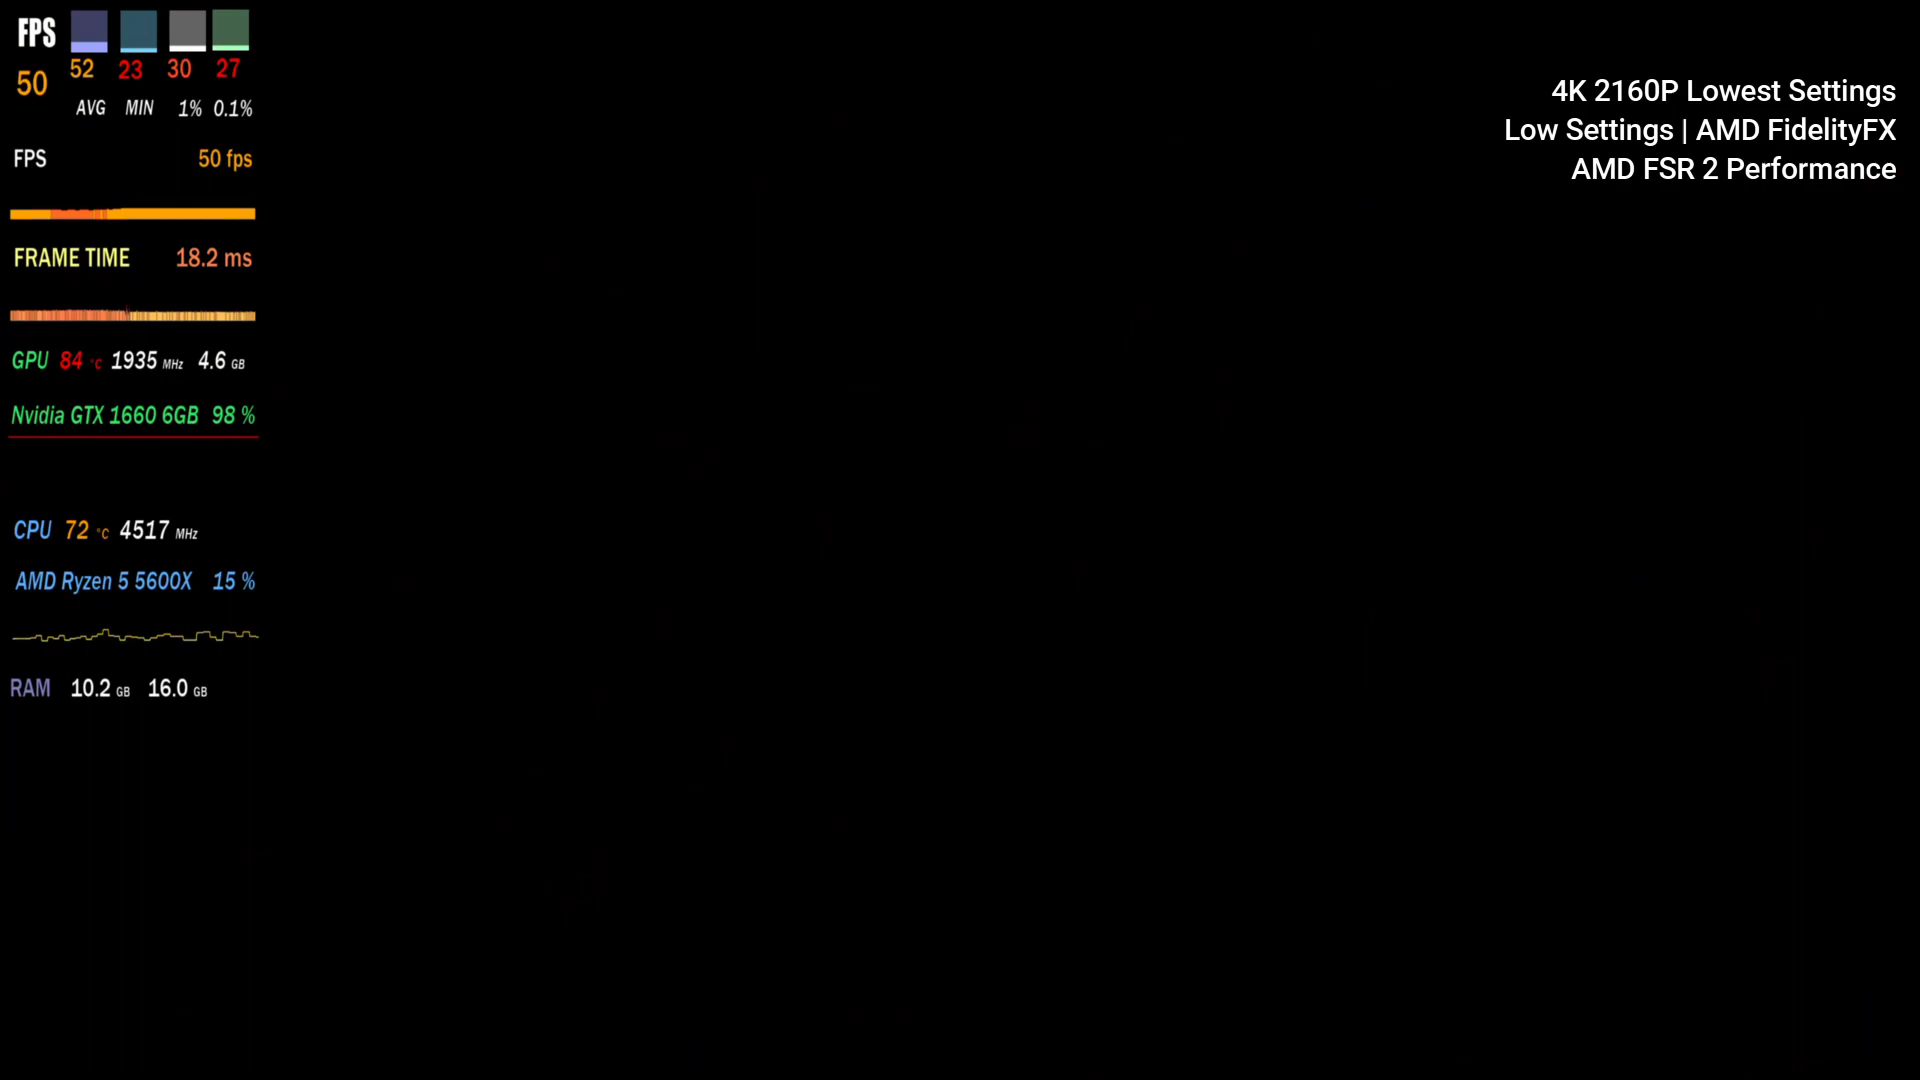 FPS
50
52 23 30 27
AVG MIN 1% 0.1%
FPS 50 fps
FRAME TIME 18.2 ms
GPU 84 °C 1935 MHz 4.6 GB
Nvidia GTX 1660 6GB 98 %
CPU 72 °C 4517 MHz
AMD Ryzen 5 5600X 15 %
RAM 10.2 GB 16.0 GB
4K 2160P Lowest Settings
Low Settings | AMD FidelityFX
AMD FSR 2 Performance